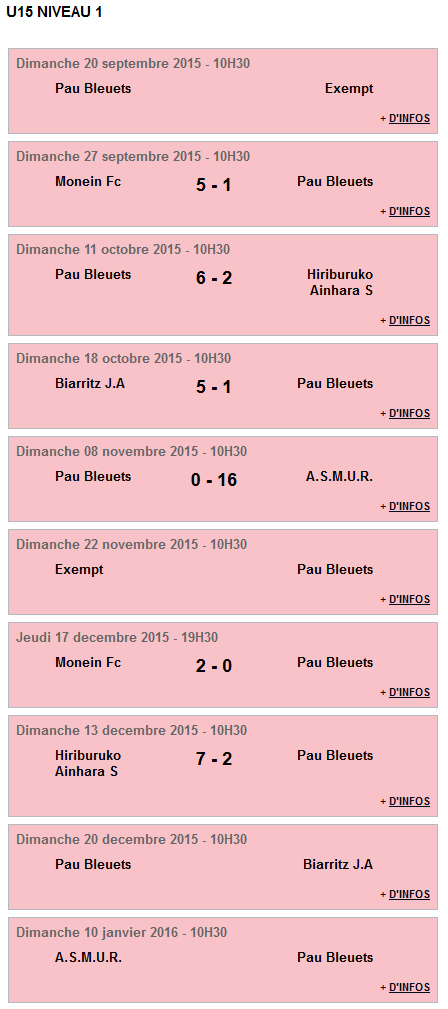 U15 NIVEAU 1
Dimanche 20 septembre 2015 - 10H30
Pau Bleuets Exempt
+ D'INFOS
Dimanche 27 septembre 2015 - 10H30
Monein Fc 5 - 1 Pau Bleuets
+ D'INFOS
Dimanche 11 octobre 2015 - 10H30
Pau Bleuets 6 - 2 Hiriburuko
Ainhara S
+ D'INFOS
Dimanche 18 octobre 2015 - 10H30
Biarritz J.A 5 - 1 Pau Bleuets
+ D'INFOS
Dimanche 08 novembre 2015 - 10H30
Pau Bleuets 0 - 16 A.S.M.U.R.
+ D'INFOS
Dimanche 22 novembre 2015 - 10H30
Exempt Pau Bleuets
+ D'INFOS
Jeudi 17 decembre 2015 - 19H30
Monein Fc 2 - 0 Pau Bleuets
+ D'INFOS
Dimanche 13 decembre 2015 - 10H30
Hiriburuko 7 - 2 Pau Bleuets
Ainhara S
+ D'INFOS
Dimanche 20 decembre 2015 - 10H30
Pau Bleuets Biarritz J.A
+ D'INFOS
Dimanche 10 janvier 2016 - 10H30
A.S.M.U.R. Pau Bleuets
+ D'INFOS